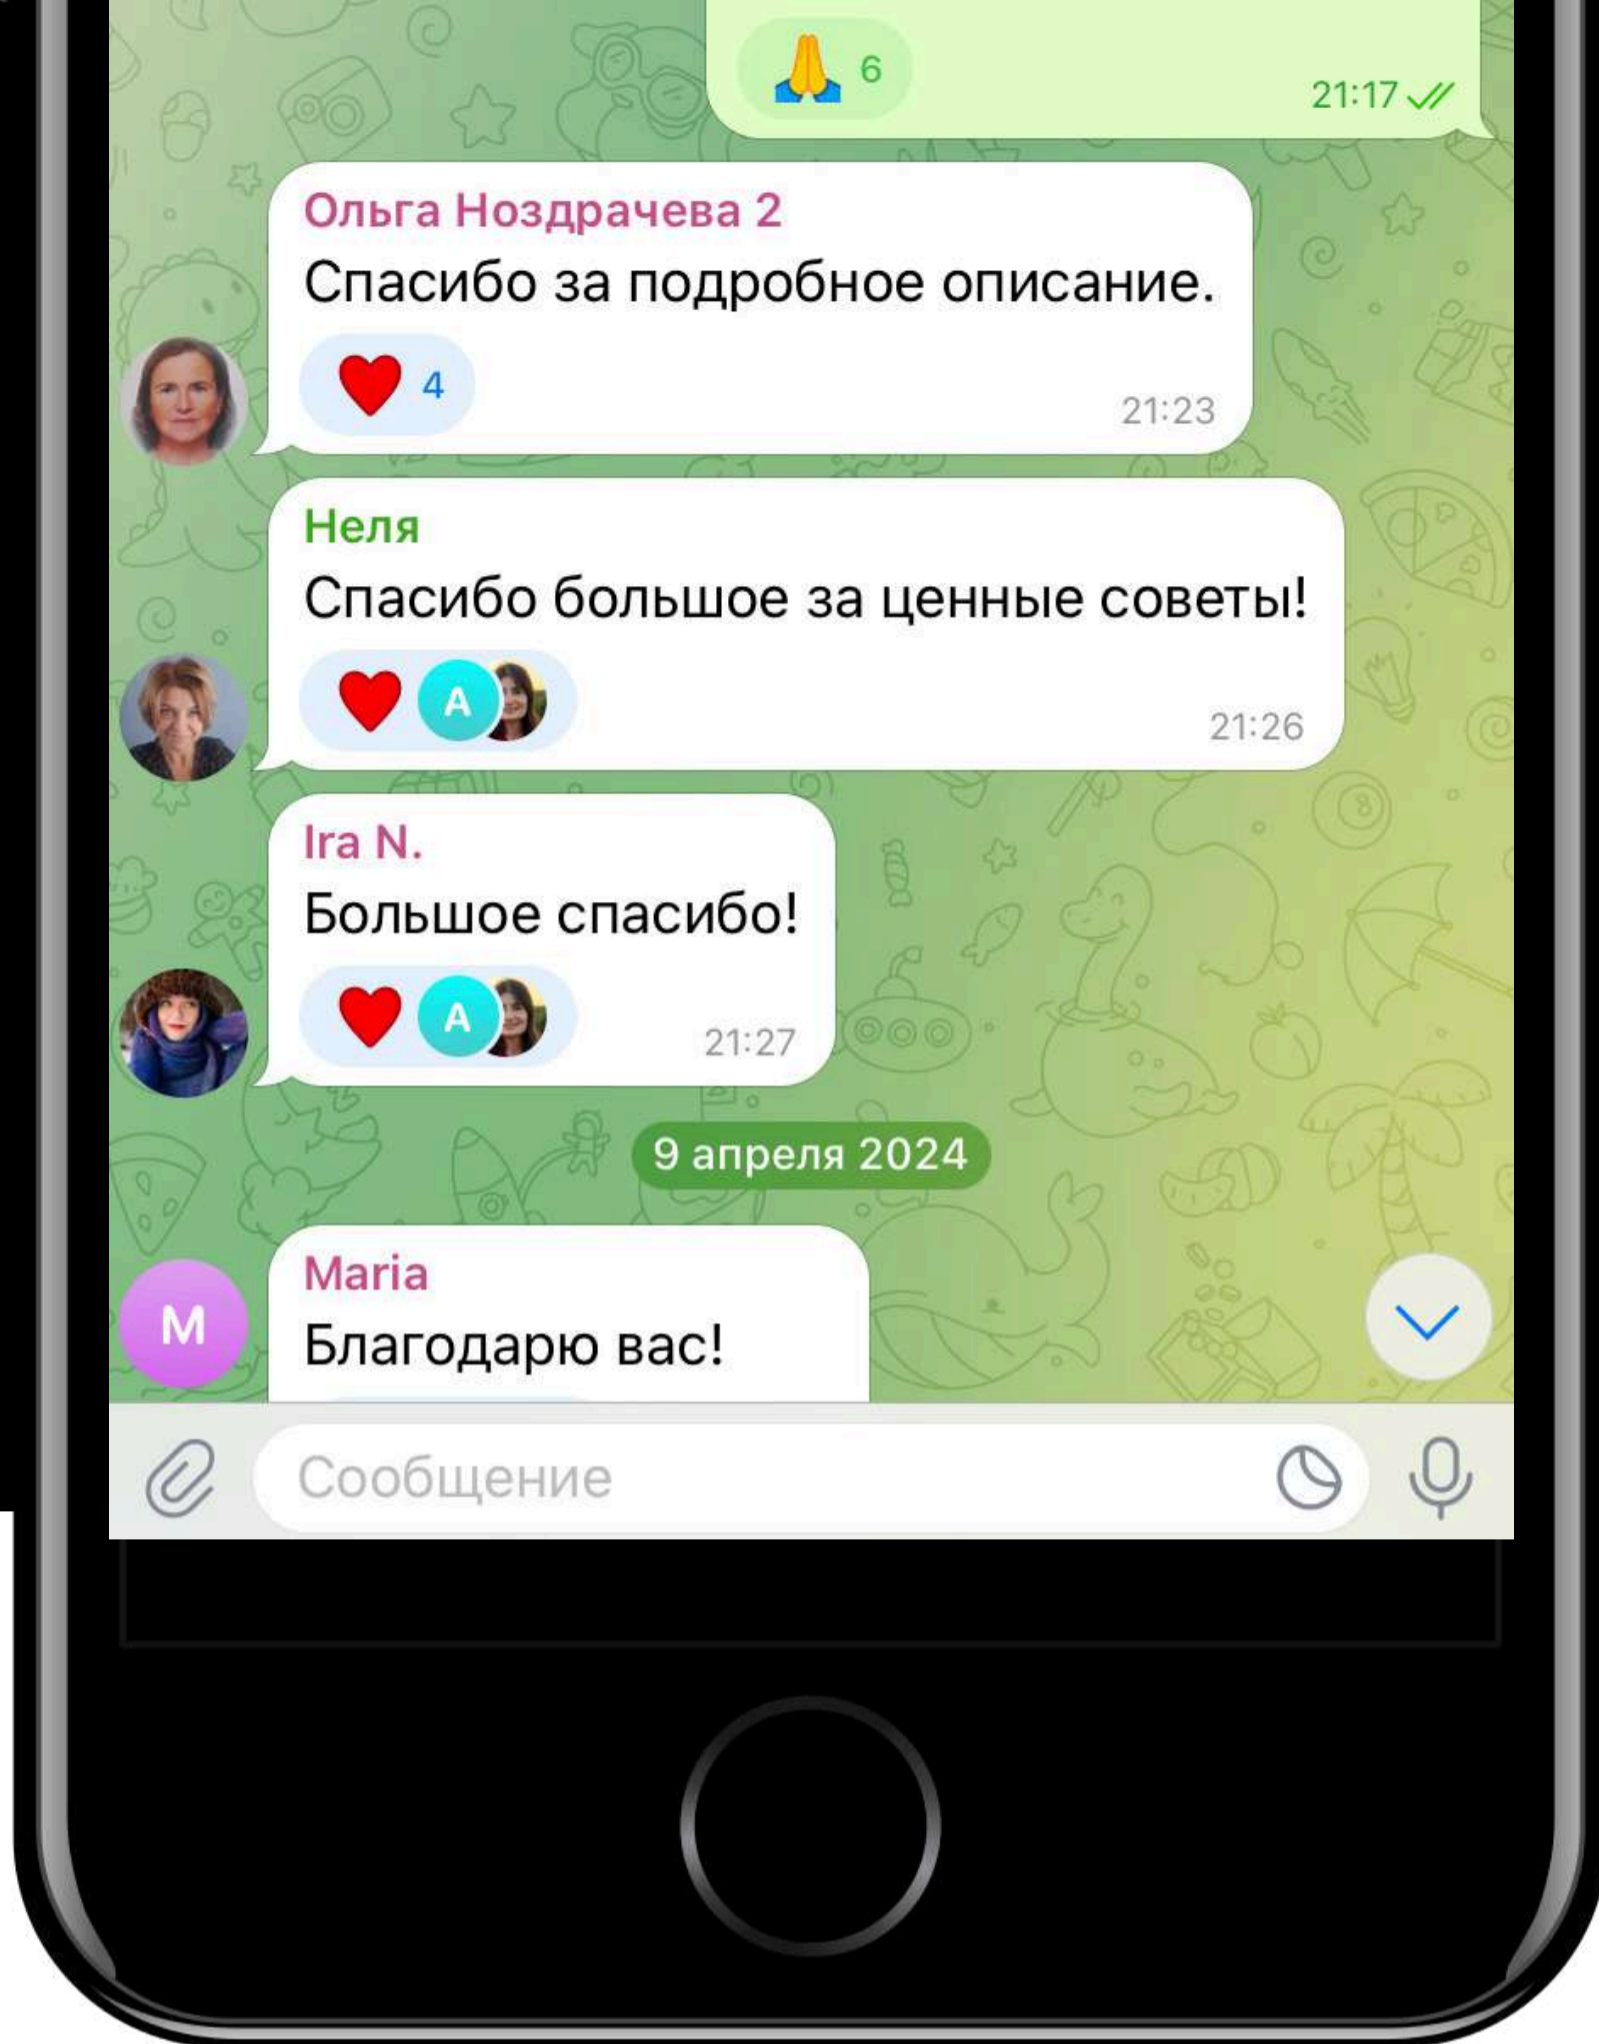 6
21:17
Ольга Ноздрачева 2
Спасибо за подробное описание.
4
21:23
Неля
Спасибо большое за ценные советы!
A
21:26
Ira N.
Большое спасибо!
A
21:27
9 апреля 2024
Maria
M
Благодарю вас!
Сообщение